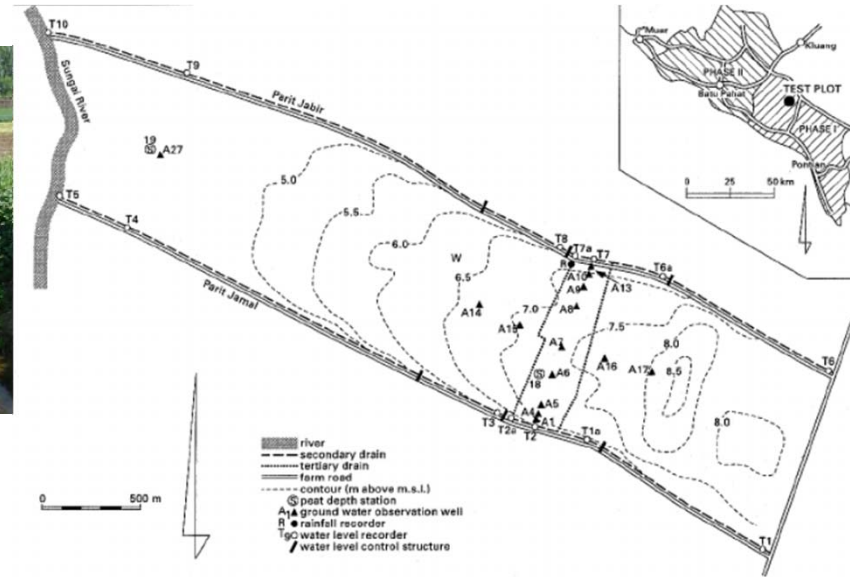 T10
T9
Parit Jabir
Sungai River
19
Ⓢ A27
5.0
T5
T4
5.5
6.0
Parit Jamal
W
6.5
T8
T7a
T7
T6a
R
A10
A9
A13
A14
A8
7.0
A15
7.5
A7
8.0
A16
A17
8.5
T6
Ⓢ A6
18
A5
A4
A1
T3
T2a
T2
T1a
8.0
T1
Muar
Kluang
PHASE II
Batu Pahat
TEST PLOT
PHASE I
Pontian
0 25 50 km
0 500 m
river
secondary drain
tertiary drain
farm road
contour (m above m.s.l.)
Ⓢ peat depth station
A1 ▲ ground water observation well
R ● rainfall recorder
T9 ○ water level recorder
water level control structure